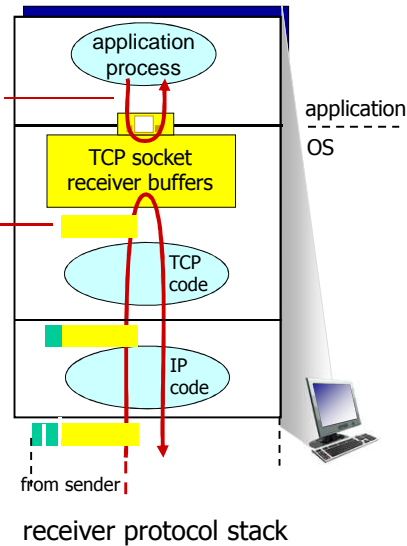 application
process
application
OS
TCP socket
receiver buffers
TCP
code
IP
code
from sender
receiver protocol stack